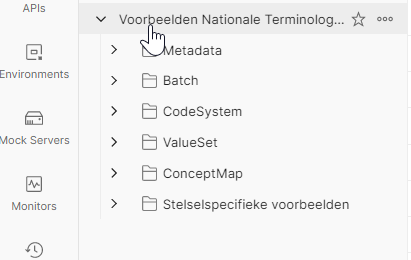 APIs
Environments
Mock Servers
Monitors
Voorbeelden Nationale Terminolog...
Metadata
Batch
CodeSystem
ValueSet
ConceptMap
Stelselspecifieke voorbeelden